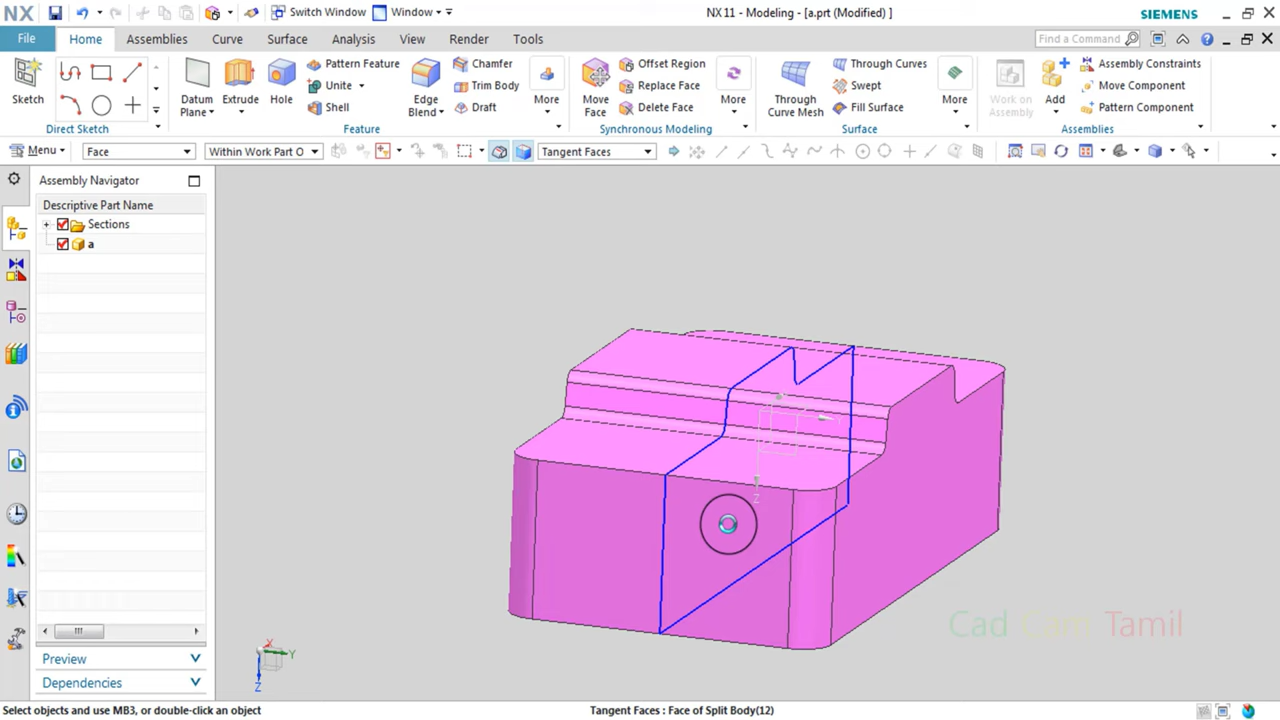 NX
Switch Window
Window
NX 11 - Modeling - [a.prt (Modified) ]
SIEMENS
File
Home
Assemblies
Curve
Surface
Analysis
View
Render
Tools
Find a Command
Sketch
Direct Sketch
Datum Plane
Extrude
Hole
Pattern Feature
Unite
Shell
Edge Blend
Chamfer
Trim Body
Draft
More
Feature
Move Face
Offset Region
Replace Face
Delete Face
More
Synchronous Modeling
Through Curve Mesh
Through Curves
Swept
Fill Surface
More
Surface
Work on Assembly
Add
Assembly Constraints
Move Component
Pattern Component
Assemblies
Menu
Face
Within Work Part O
Tangent Faces
Assembly Navigator
Descriptive Part Name
Sections
a
Z
X
Y
Z
Cad Cam Tamil
Preview
Dependencies
Select objects and use MB3, or double-click an object
Tangent Faces : Face of Split Body(12)